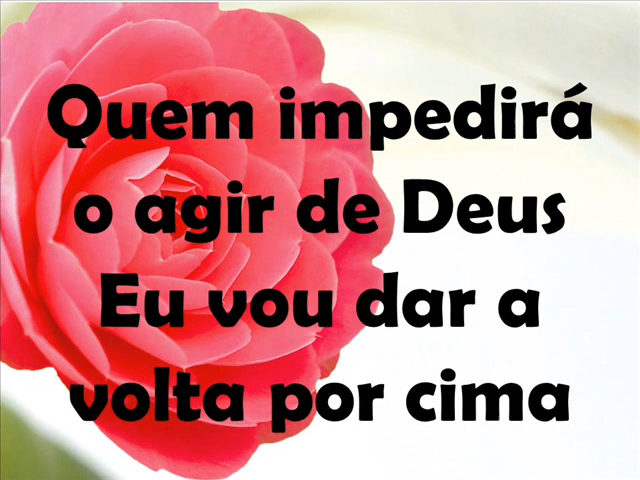 Quem impedirá
o agir de Deus
Eu vou dar a
volta por cima